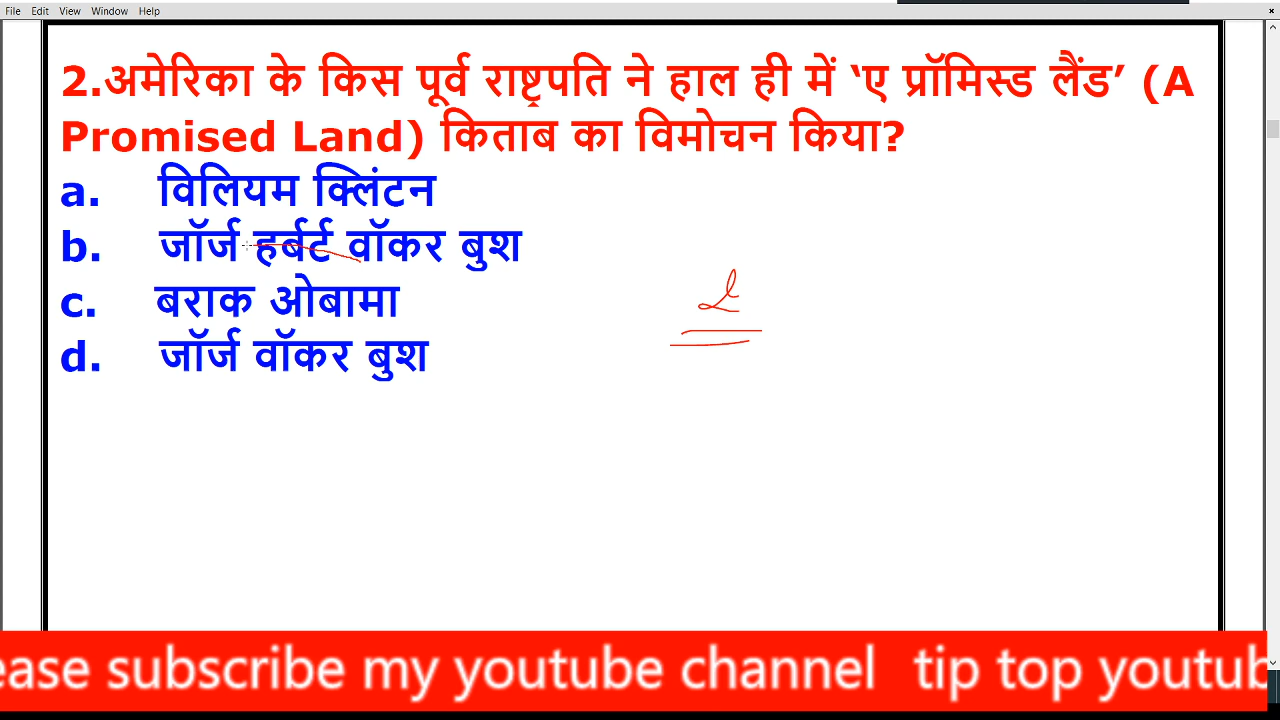 File Edit View Window Help
2.अमेरिका के किस पूर्व राष्ट्रपति ने हाल ही में ‘ए प्रॉमिस्ड लैंड’ (A
Promised Land) किताब का विमोचन किया?
a. विलियम क्लिंटन
b. जॉर्ज हर्बर्ट वॉकर बुश
c. बराक ओबामा
d. जॉर्ज वॉकर बुश
ease subscribe my youtube channel tip top youtub